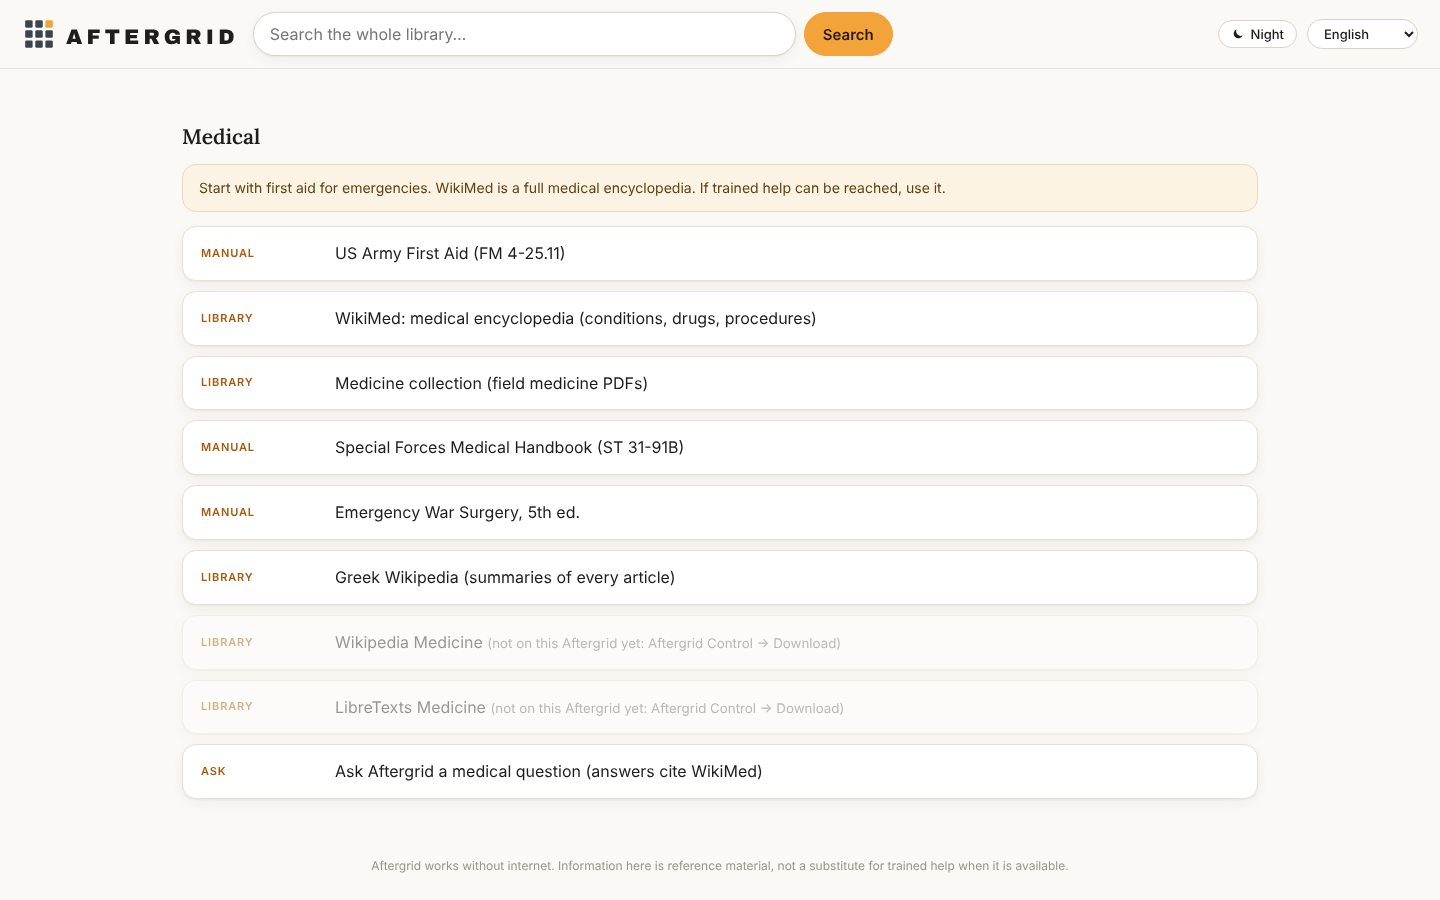 AFTERGRID
Search the whole library...
Search
Night
English
Medical
Start with first aid for emergencies. WikiMed is a full medical encyclopedia. If trained help can be reached, use it.
MANUAL US Army First Aid (FM 4-25.11)
LIBRARY WikiMed: medical encyclopedia (conditions, drugs, procedures)
LIBRARY Medicine collection (field medicine PDFs)
MANUAL Special Forces Medical Handbook (ST 31-91B)
MANUAL Emergency War Surgery, 5th ed.
LIBRARY Greek Wikipedia (summaries of every article)
LIBRARY Wikipedia Medicine (not on this Aftergrid yet: Aftergrid Control → Download)
LIBRARY LibreTexts Medicine (not on this Aftergrid yet: Aftergrid Control → Download)
ASK Ask Aftergrid a medical question (answers cite WikiMed)
Aftergrid works without internet. Information here is reference material, not a substitute for trained help when it is available.